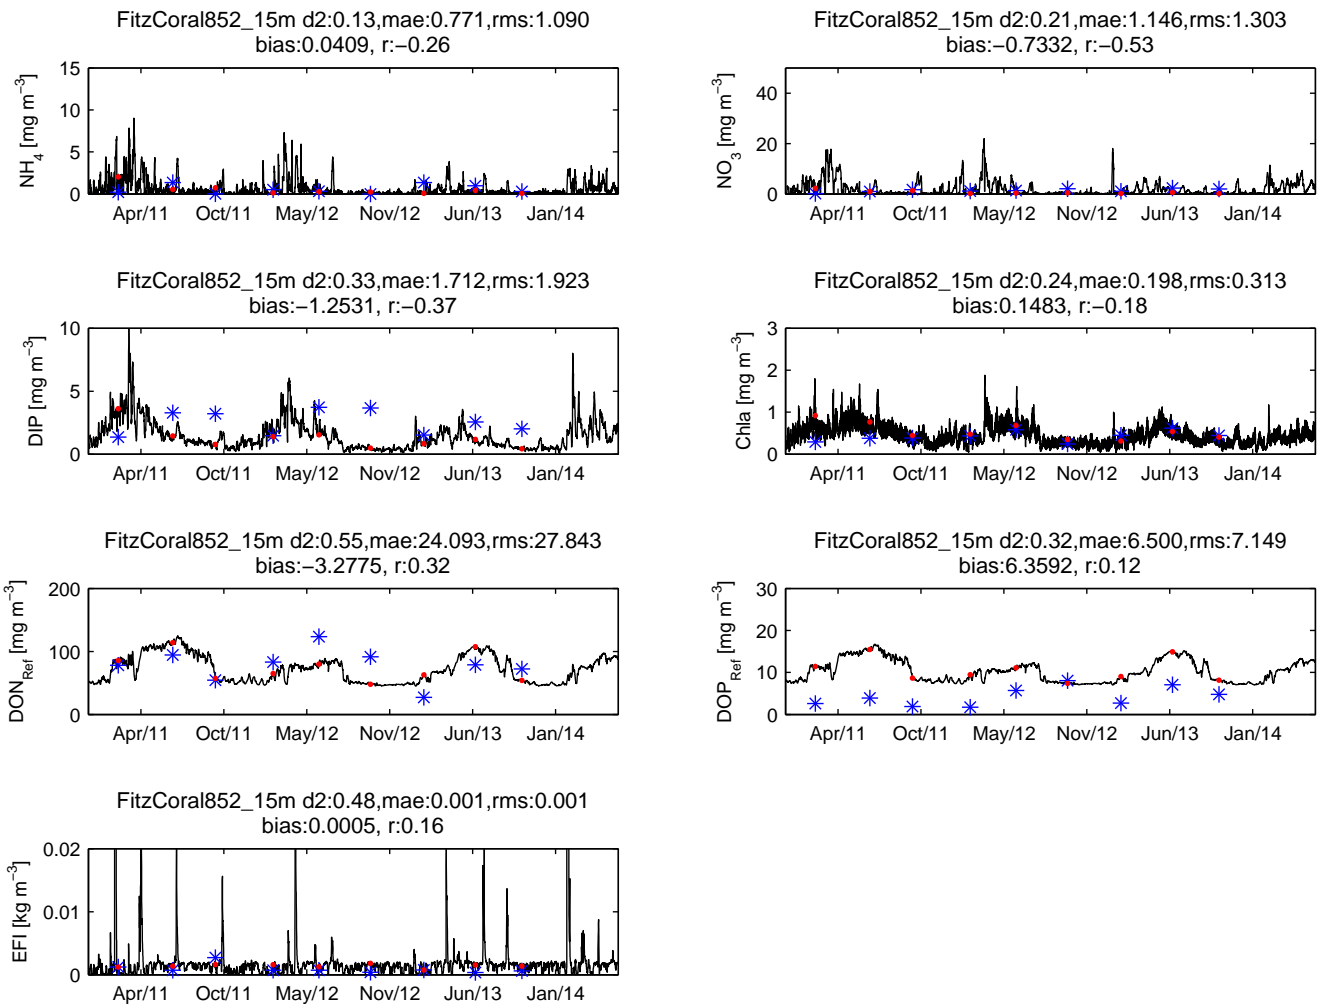 FitzCoral852_15m d2:0.13,mae:0.771,rms:1.090
bias:0.0409, r:−0.26
15
10
5
0
NH4 [mg m−3]
Apr/11 Oct/11 May/12 Nov/12 Jun/13 Jan/14
FitzCoral852_15m d2:0.21,mae:1.146,rms:1.303
bias:−0.7332, r:−0.53
40
20
0
NO3 [mg m−3]
Apr/11 Oct/11 May/12 Nov/12 Jun/13 Jan/14
FitzCoral852_15m d2:0.33,mae:1.712,rms:1.923
bias:−1.2531, r:−0.37
10
5
0
DIP [mg m−3]
Apr/11 Oct/11 May/12 Nov/12 Jun/13 Jan/14
FitzCoral852_15m d2:0.24,mae:0.198,rms:0.313
bias:0.1483, r:−0.18
3
2
1
0
Chla [mg m−3]
Apr/11 Oct/11 May/12 Nov/12 Jun/13 Jan/14
FitzCoral852_15m d2:0.55,mae:24.093,rms:27.843
bias:−3.2775, r:0.32
200
100
0
DONRef [mg m−3]
Apr/11 Oct/11 May/12 Nov/12 Jun/13 Jan/14
FitzCoral852_15m d2:0.32,mae:6.500,rms:7.149
bias:6.3592, r:0.12
30
20
10
0
DOPRef [mg m−3]
Apr/11 Oct/11 May/12 Nov/12 Jun/13 Jan/14
FitzCoral852_15m d2:0.48,mae:0.001,rms:0.001
bias:0.0005, r:0.16
0.02
0.01
0
EFI [kg m−3]
Apr/11 Oct/11 May/12 Nov/12 Jun/13 Jan/14